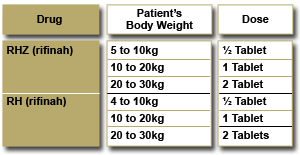 Drug Patient's Body Weight Dose
RHZ (rifinah) 5 to 10kg ½ Tablet
10 to 20kg 1 Tablet
20 to 30kg 2 Tablet
RH (rifinah) 4 to 10kg ½ Tablet
10 to 20kg 1 Tablet
20 to 30kg 2 Tablets